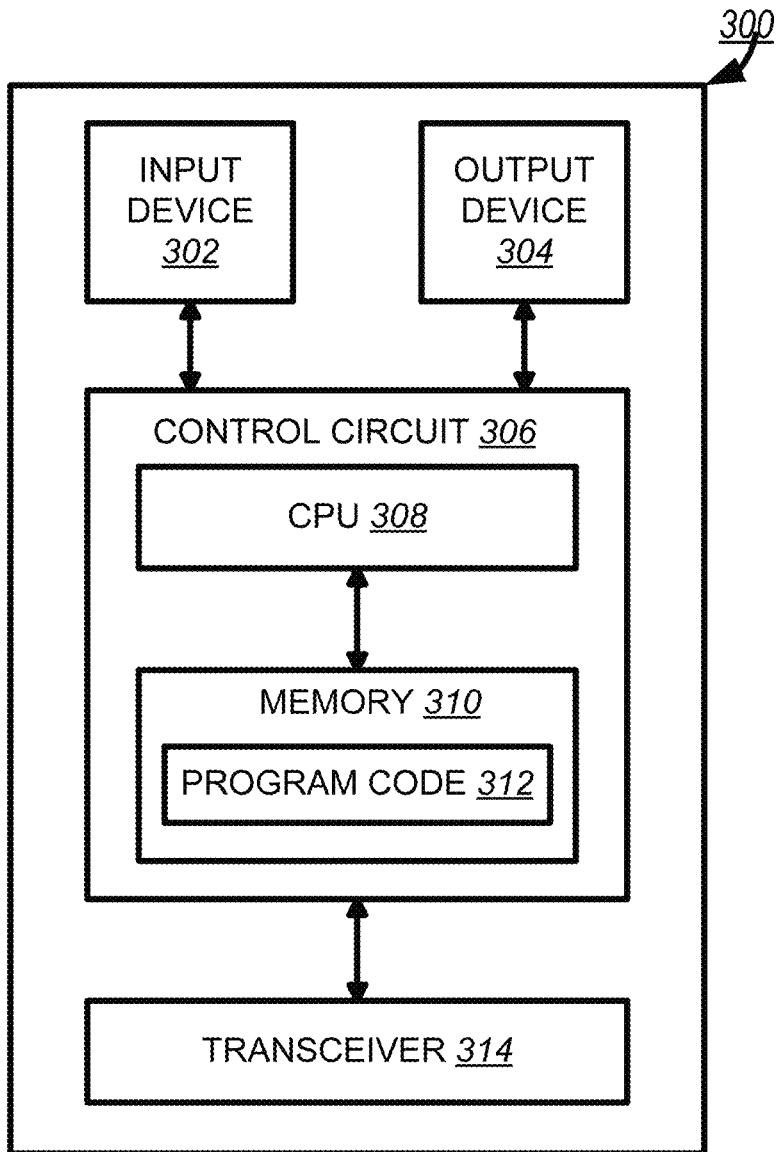 300
INPUT
DEVICE
302
OUTPUT
DEVICE
304
CONTROL CIRCUIT 306
CPU 308
MEMORY 310
PROGRAM CODE 312
TRANSCEIVER 314